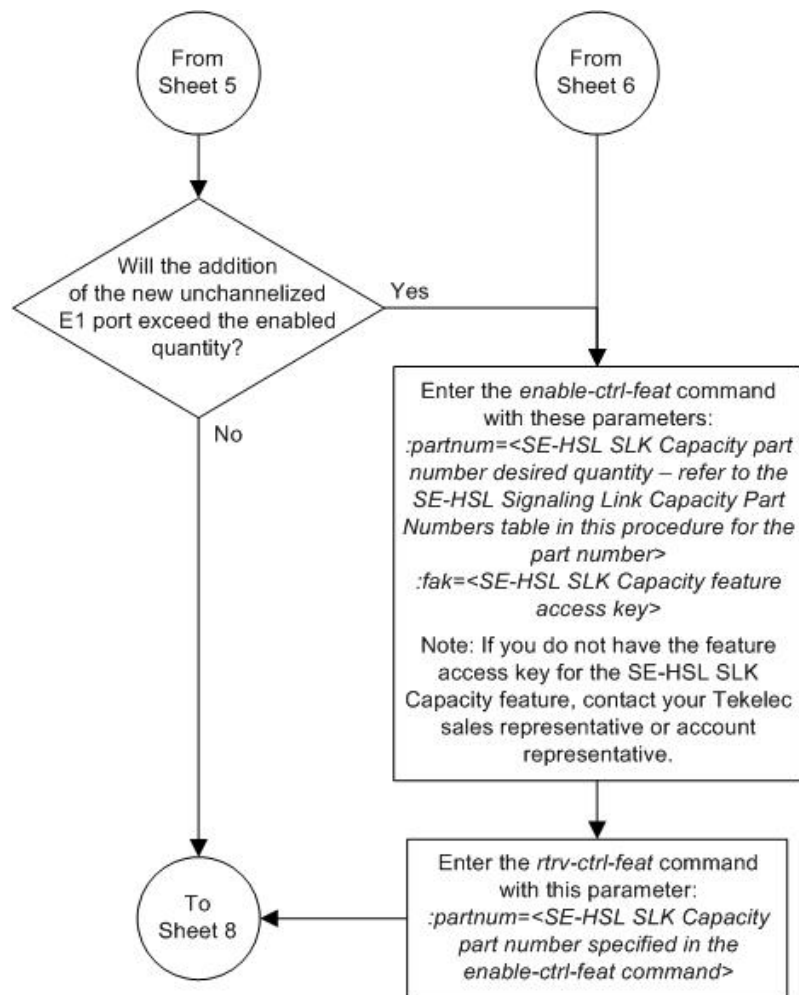 From
Sheet 5
From
Sheet 6
Will the addition
of the new unchannelized
E1 port exceed the enabled
quantity?
Yes
No
Enter the enable-ctrl-feat command
with these parameters:
:partnum=<SE-HSL SLK Capacity part
number desired quantity – refer to the
SE-HSL Signaling Link Capacity Part
Numbers table in this procedure for the
part number>
:fak=<SE-HSL SLK Capacity feature
access key>
Note: If you do not have the feature
access key for the SE-HSL SLK
Capacity feature, contact your Tekelec
sales representative or account
representative.
To
Sheet 8
Enter the rtrv-ctrl-feat command
with this parameter:
:partnum=<SE-HSL SLK Capacity
part number specified in the
enable-ctrl-feat command>